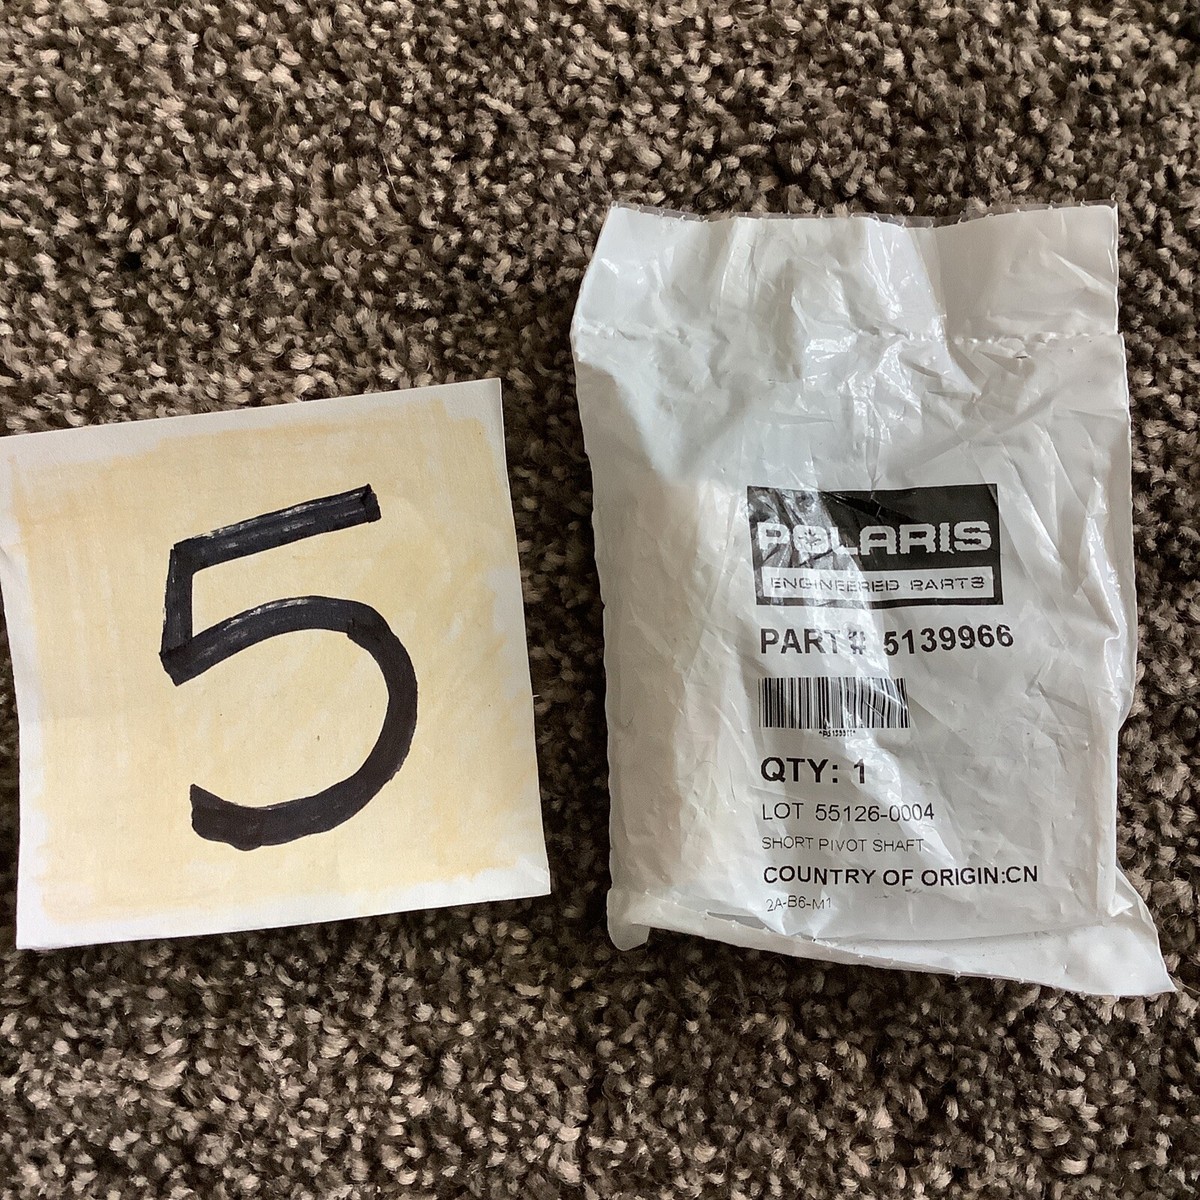 5
POLARIS
ENGINEERED PARTS
PART# 5139966
QTY: 1
LOT 55126-0004
SHORT PIVOT SHAFT
COUNTRY OF ORIGIN:CN
2A-B6-M1